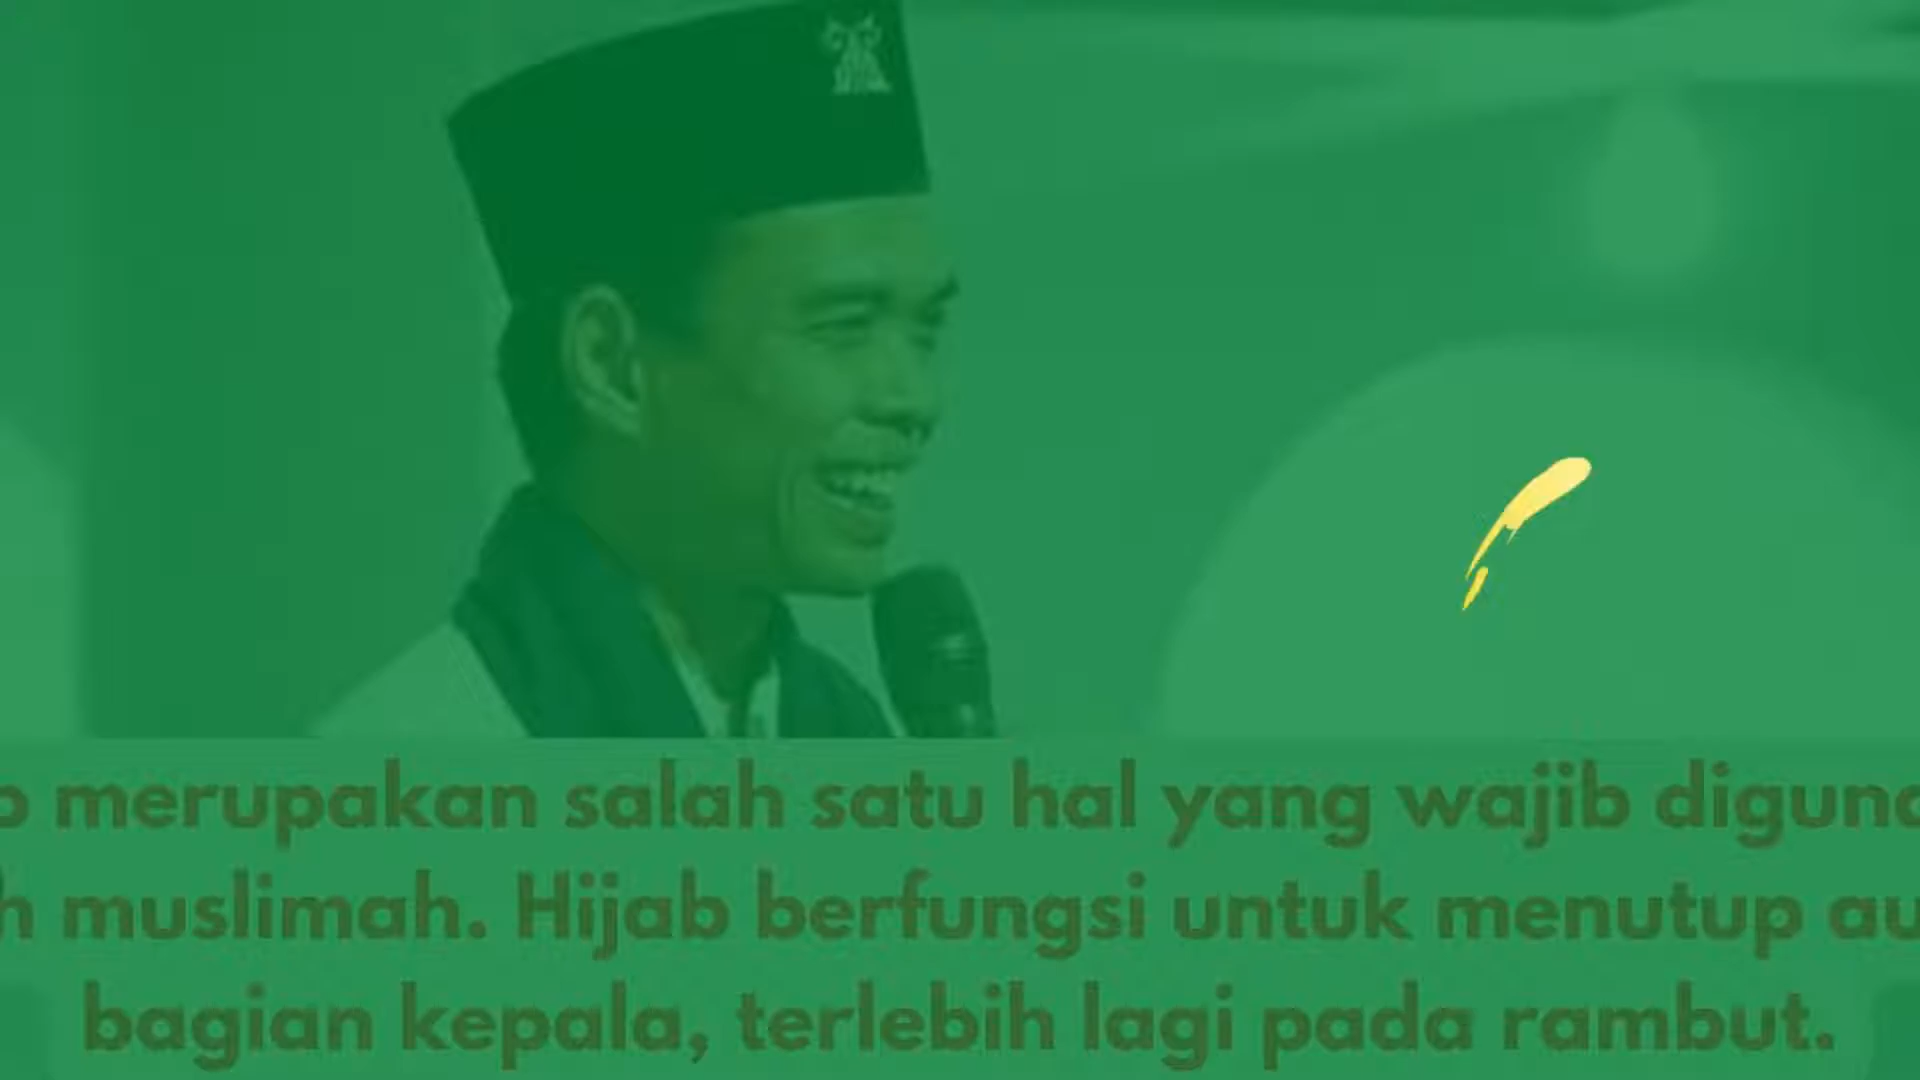 merupakan salah satu hal yang wajib diguna
h muslimah. Hijab berfungsi untuk menutup au
bagian kepala, terlebih lagi pada rambut.